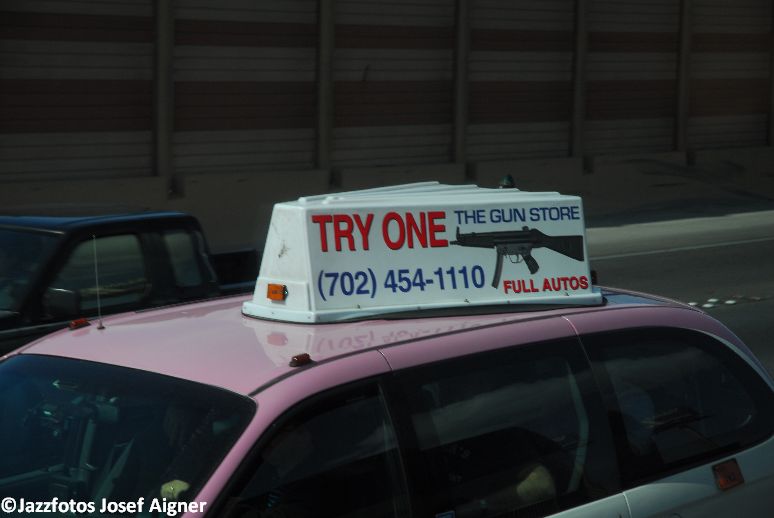 TRY ONE THE GUN STORE
(702) 454-1110 FULL AUTOS
©Jazzfotos Josef Aigner